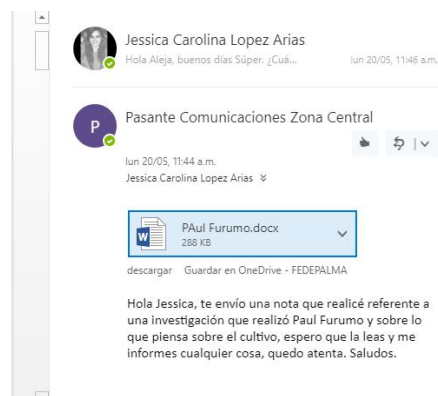 Jessica Carolina Lopez Arias
Hola Aleja, buenos días Súper. ¿Cuá...
lun 20/05, 11:46 a.m.
P
Pasante Comunicaciones Zona Central
lun 20/05, 11:44 a.m.
Jessica Carolina Lopez Arias
PAul Furumo.docx
288 KB
descargar Guardar en OneDrive - FEDEPALMA
Hola Jessica, te envío una nota que realicé referente a
una investigación que realizó Paul Furumo y sobre lo
que piensa sobre el cultivo, espero que la leas y me
informes cualquier cosa, quedo atenta. Saludos.